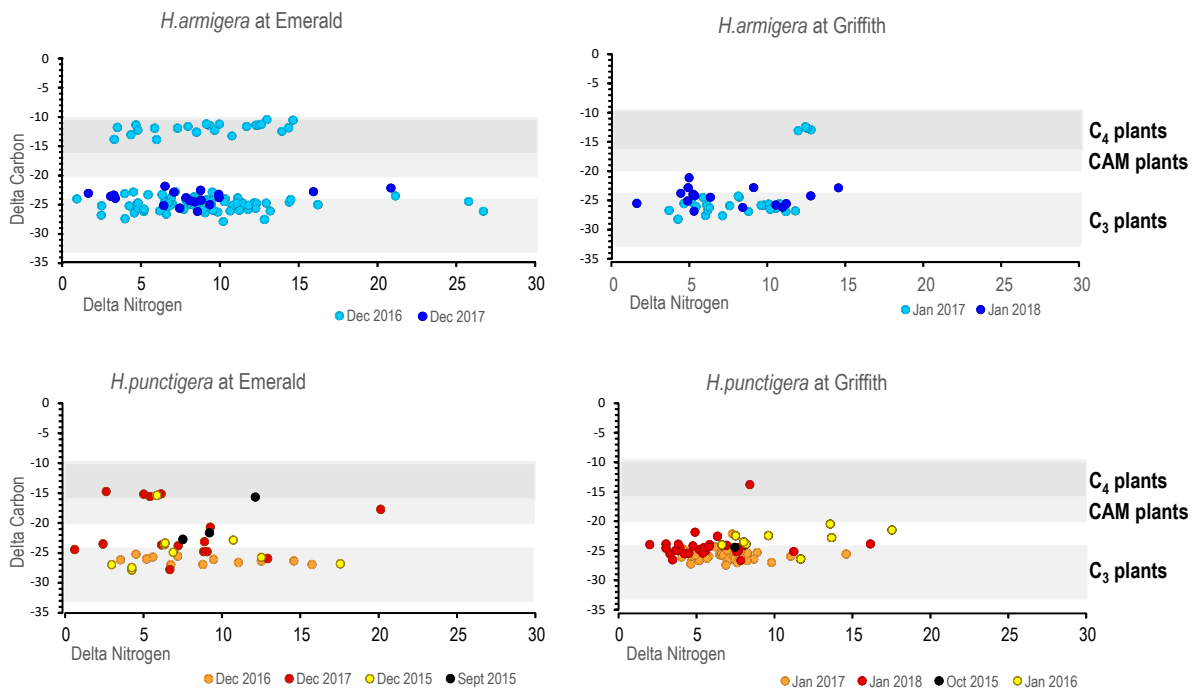 H.armigera at Emerald
0
-5
-10
-15
-20
-25
-30
-35
Delta Carbon
0 5 10 15 20 25 30
Delta Nitrogen
Dec 2016 Dec 2017
H.armigera at Griffith
0
-5
-10
-15
-20
-25
-30
-35
0 5 10 15 20 25 30
Delta Nitrogen
Jan 2017 Jan 2018
C₄ plants
CAM plants
C₃ plants
H.punctigera at Emerald
0
-5
-10
-15
-20
-25
-30
-35
Delta Carbon
0 5 10 15 20 25 30
Delta Nitrogen
Dec 2016 Dec 2017 Dec 2015 Sept 2015
H.punctigera at Griffith
0
-5
-10
-15
-20
-25
-30
-35
0 5 10 15 20 25 30
Delta Nitrogen
Jan 2017 Jan 2018 Oct 2015 Jan 2016
C₄ plants
CAM plants
C₃ plants